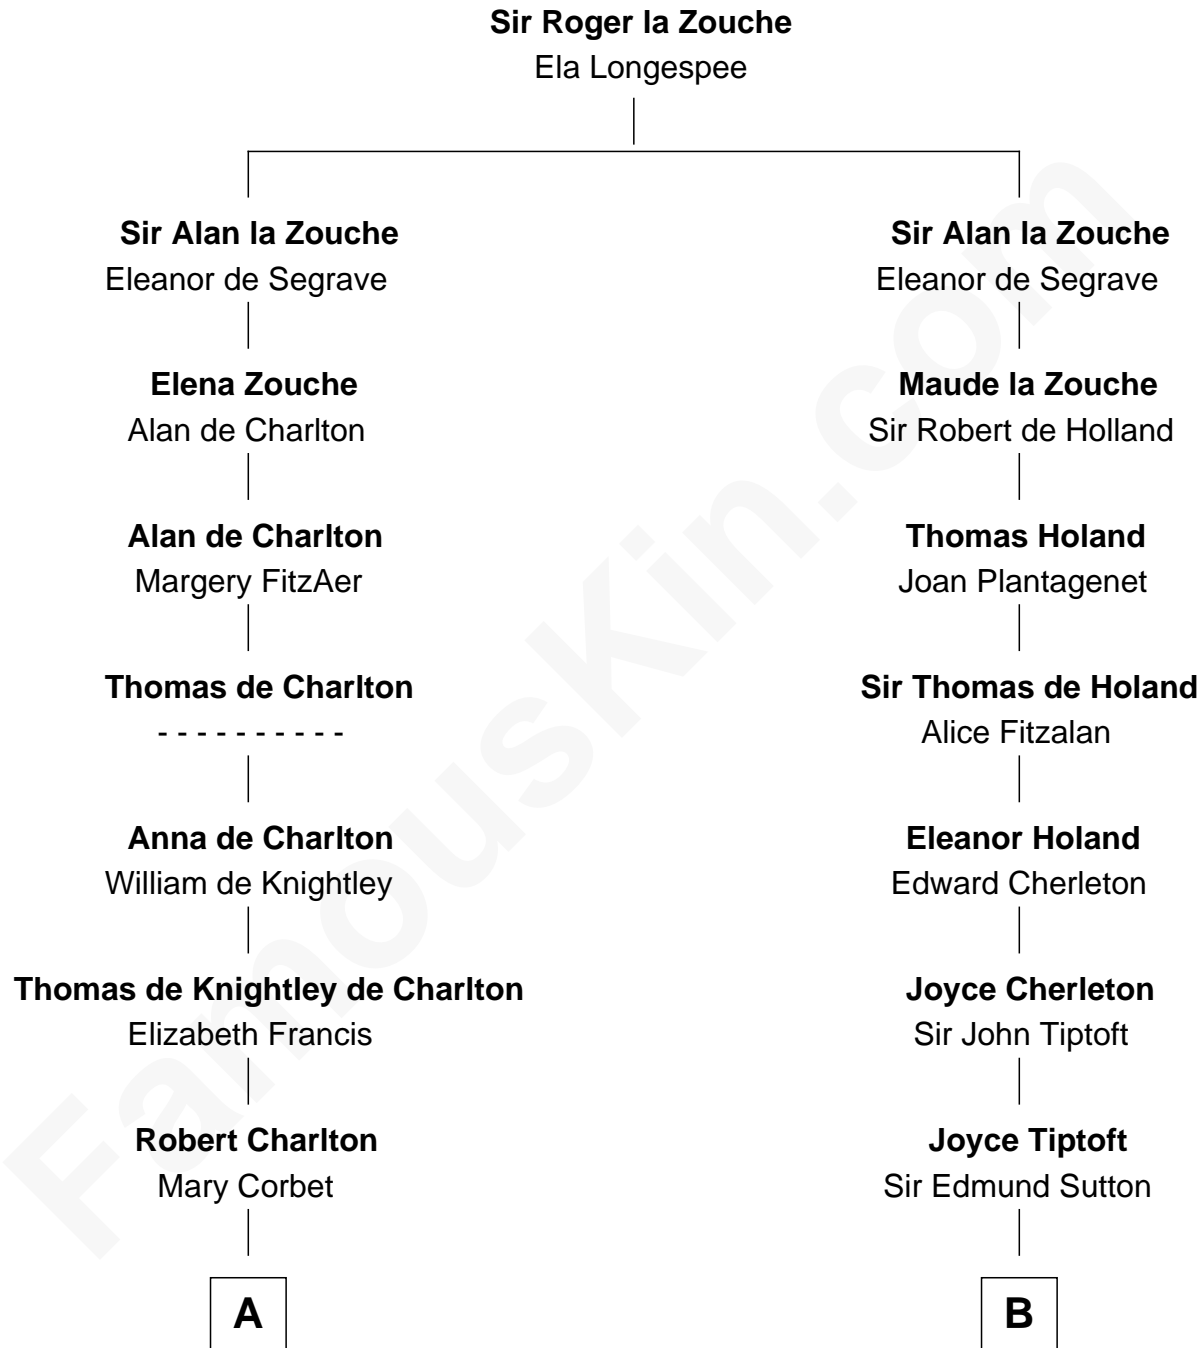 Sir Roger la Zouche
Ela Longespee
Sir Alan la Zouche
Eleanor de Segrave
Sir Alan la Zouche
Eleanor de Segrave
Elena Zouche
Alan de Charlton
Maude la Zouche
Sir Robert de Holland
Alan de Charlton
Margery FitzAer
Thomas Holand
Joan Plantagenet
Thomas de Charlton
- - - - - - - - - -
Sir Thomas de Holand
Alice Fitzalan
Anna de Charlton
William de Knightley
Eleanor Holand
Edward Cherleton
Thomas de Knightley de Charlton
Elizabeth Francis
Joyce Cherleton
Sir John Tiptoft
Robert Charlton
Mary Corbet
Joyce Tiptoft
Sir Edmund Sutton
A
B
FamousKin.com